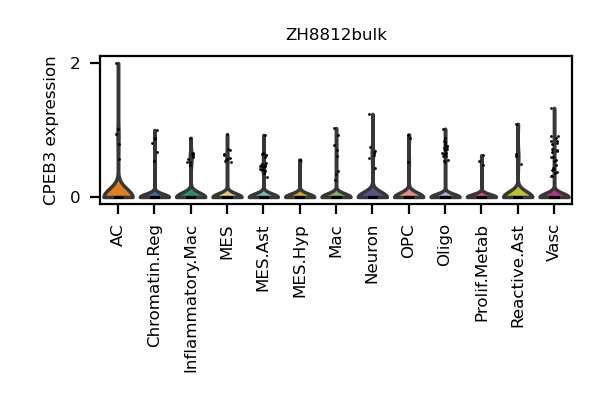 ZH8812bulk
CPEB3 expression
2
0
AC
Chromatin.Reg
Inflammatory.Mac
MES
MES.Ast
MES.Hyp
Mac
Neuron
OPC
Oligo
Prolif.Metab
Reactive.Ast
Vasc